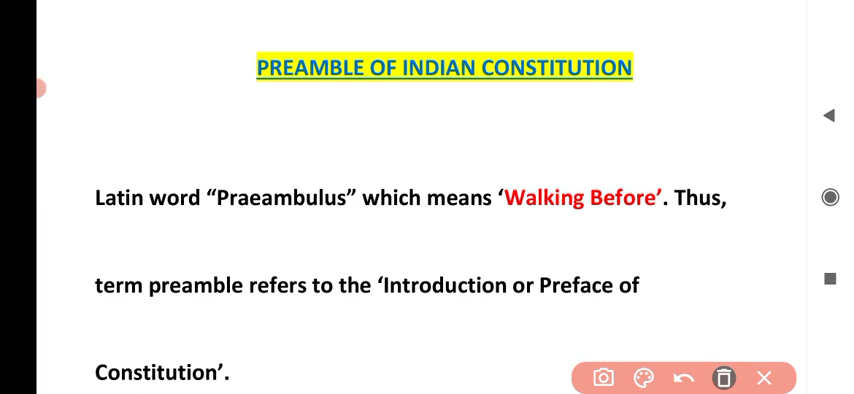 PREAMBLE OF INDIAN CONSTITUTION
Latin word “Praeambulus” which means ‘Walking Before’. Thus,
term preamble refers to the ‘Introduction or Preface of
Constitution’.